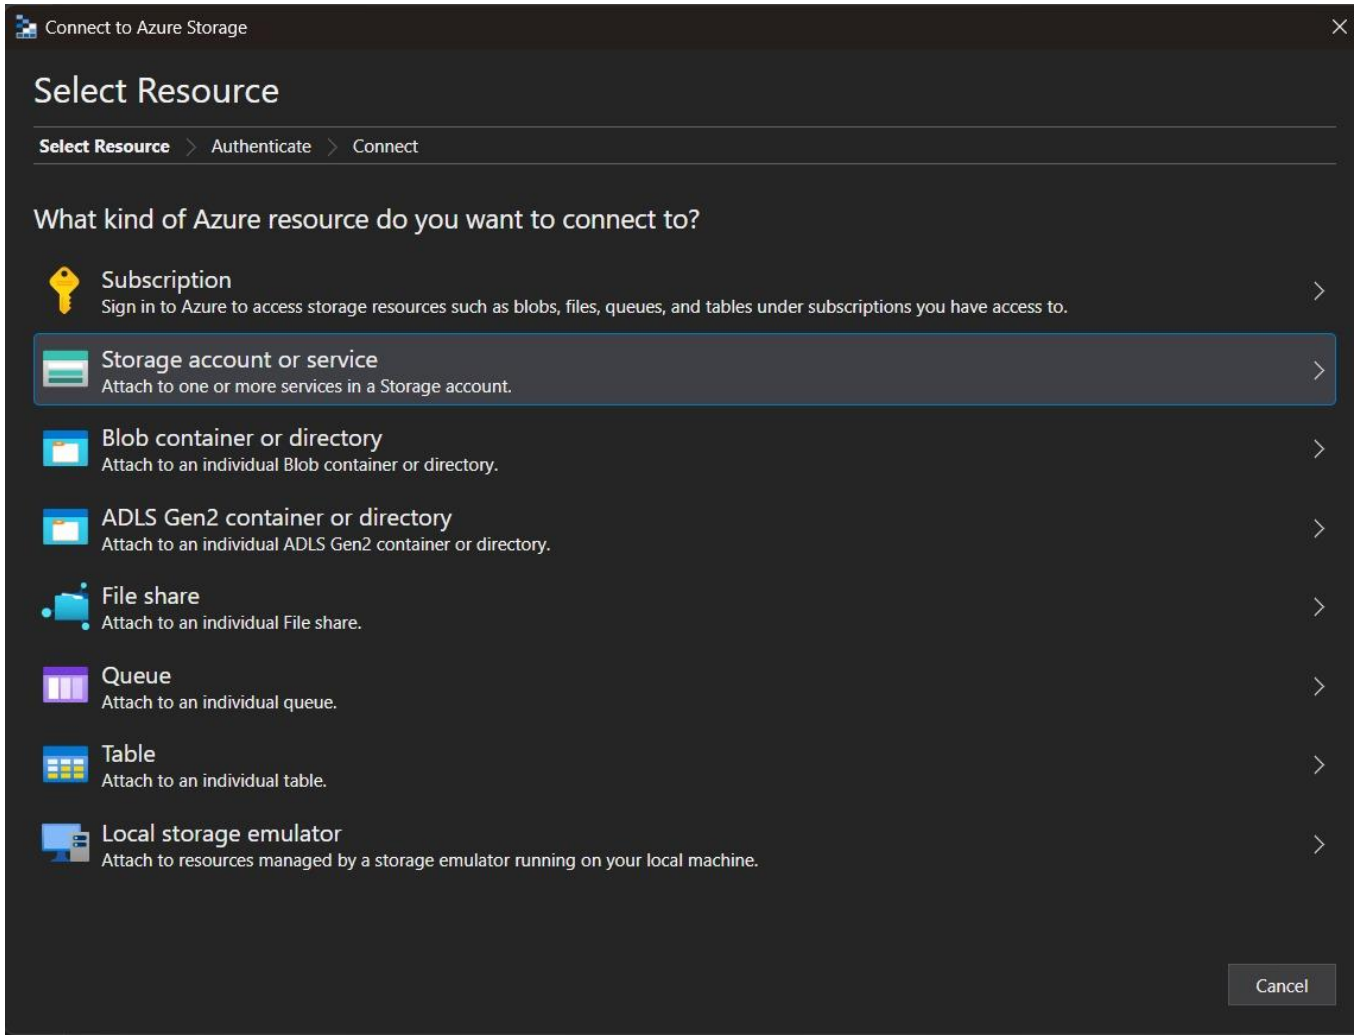 Connect to Azure Storage
Select Resource
Select Resource Authenticate Connect
What kind of Azure resource do you want to connect to?
Subscription
Sign in to Azure to access storage resources such as blobs, files, queues, and tables under subscriptions you have access to.
Storage account or service
Attach to one or more services in a Storage account.
Blob container or directory
Attach to an individual Blob container or directory.
ADLS Gen2 container or directory
Attach to an individual ADLS Gen2 container or directory.
File share
Attach to an individual File share.
Queue
Attach to an individual queue.
Table
Attach to an individual table.
Local storage emulator
Attach to resources managed by a storage emulator running on your local machine.
Cancel